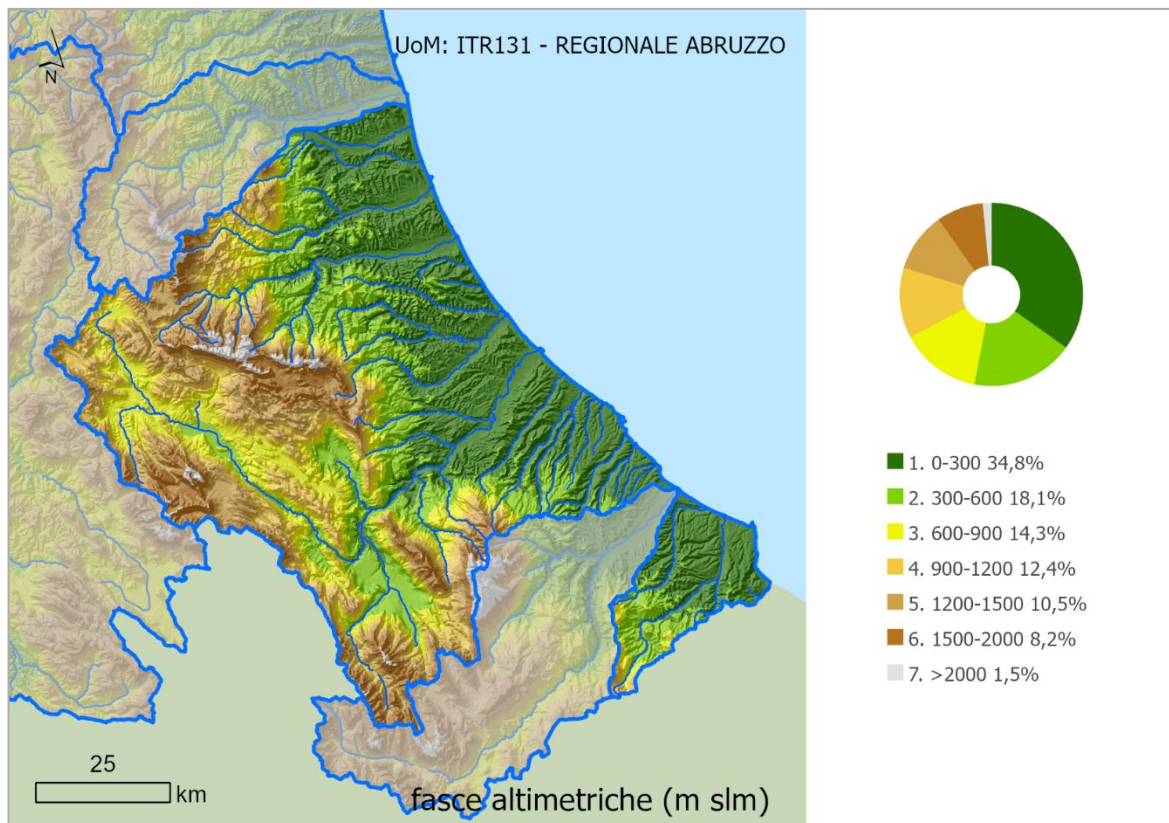 UoM: ITR131 - REGIONALE ABRUZZO
N
1. 0-300 34,8%
2. 300-600 18,1%
3. 600-900 14,3%
4. 900-1200 12,4%
5. 1200-1500 10,5%
6. 1500-2000 8,2%
7. >2000 1,5%
25
km
fasce altimetriche (m slm)